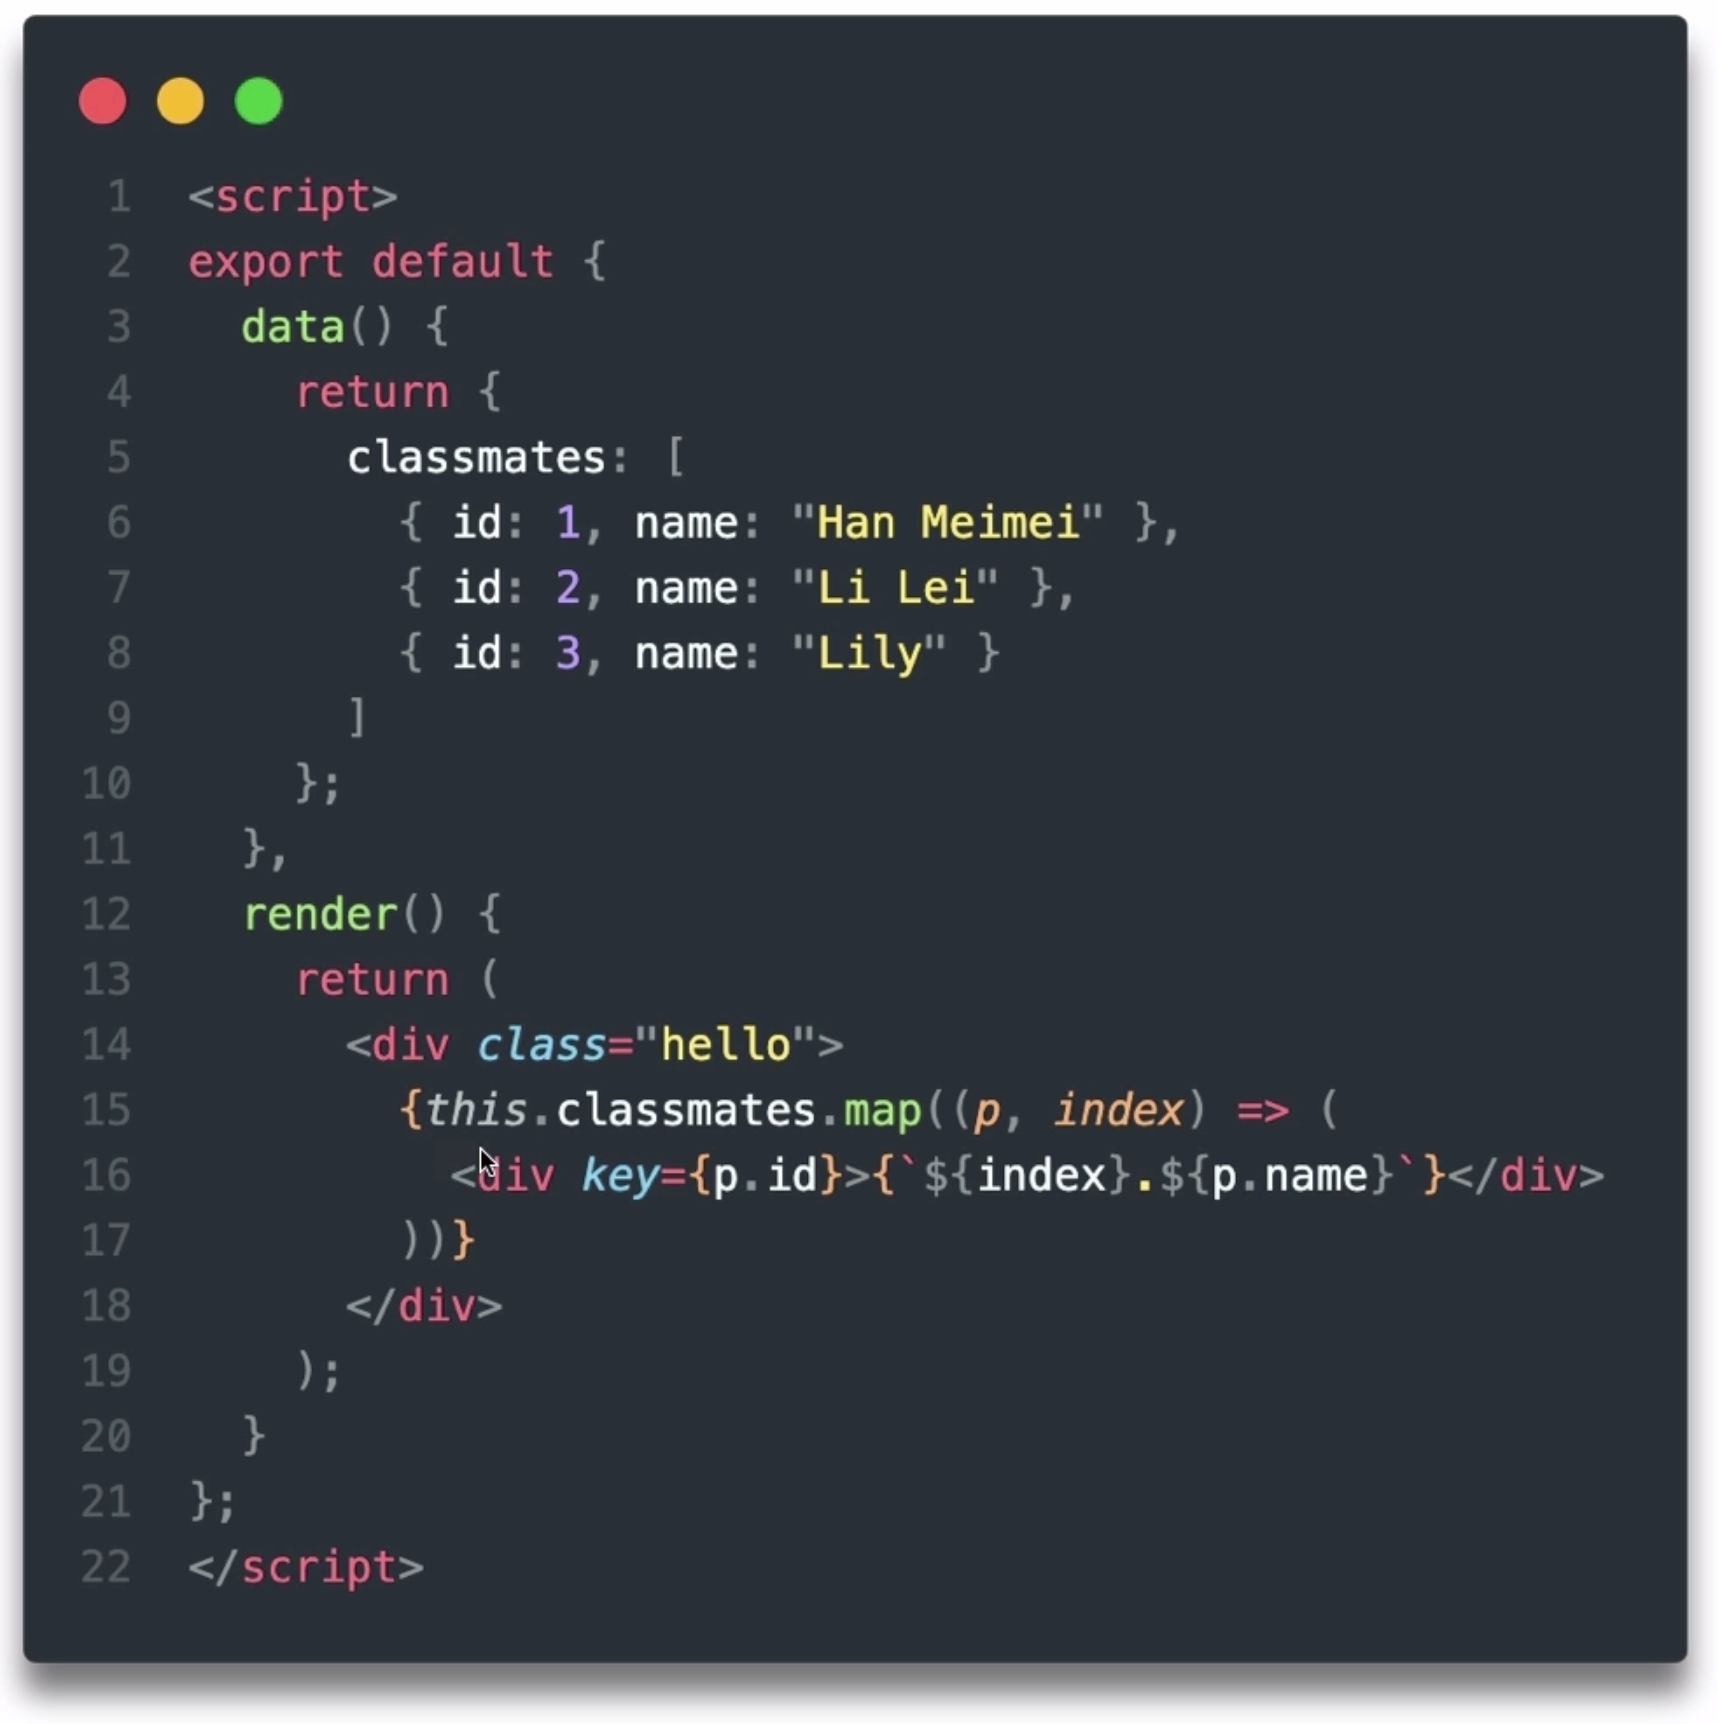 1 <script>
2 export default {
3   data() {
4     return {
5       classmates: [
6         { id: 1, name: "Han Meimei" },
7         { id: 2, name: "Li Lei" },
8         { id: 3, name: "Lily" }
9       ]
10     };
11   },
12   render() {
13     return (
14       <div class="hello">
15         {this.classmates.map((p, index) => (
16           <div key={p.id}>{`${index}.${p.name}`}</div>
17         ))}
18       </div>
19     );
20   }
21 };
22 </script>